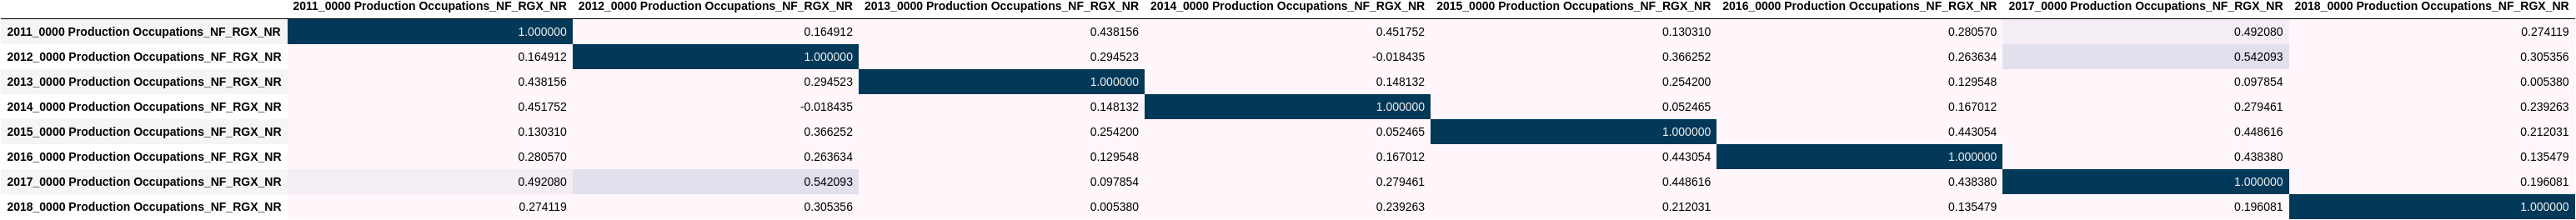 2011_0000 Production Occupations_NF_RGX_NR 2012_0000 Production Occupations_NF_RGX_NR 2013_0000 Production Occupations_NF_RGX_NR 2014_0000 Production Occupations_NF_RGX_NR 2015_0000 Production Occupations_NF_RGX_NR 2016_0000 Production Occupations_NF_RGX_NR 2017_0000 Production Occupations_NF_RGX_NR 2018_0000 Production Occupations_NF_RGX_NR
2011_0000 Production Occupations_NF_RGX_NR 1.000000 0.164912 0.438156 0.451752 0.130310 0.280570 0.492080 0.274119
2012_0000 Production Occupations_NF_RGX_NR 0.164912 1.000000 0.294523 -0.018435 0.366252 0.263634 0.542093 0.305356
2013_0000 Production Occupations_NF_RGX_NR 0.438156 0.294523 1.000000 0.148132 0.254200 0.129548 0.097854 0.005380
2014_0000 Production Occupations_NF_RGX_NR 0.451752 -0.018435 0.148132 1.000000 0.052465 0.167012 0.279461 0.239263
2015_0000 Production Occupations_NF_RGX_NR 0.130310 0.366252 0.254200 0.052465 1.000000 0.443054 0.448616 0.212031
2016_0000 Production Occupations_NF_RGX_NR 0.280570 0.263634 0.129548 0.167012 0.443054 1.000000 0.438380 0.135479
2017_0000 Production Occupations_NF_RGX_NR 0.492080 0.542093 0.097854 0.279461 0.448616 0.438380 1.000000 0.196081
2018_0000 Production Occupations_NF_RGX_NR 0.274119 0.305356 0.005380 0.239263 0.212031 0.135479 0.196081 1.000000